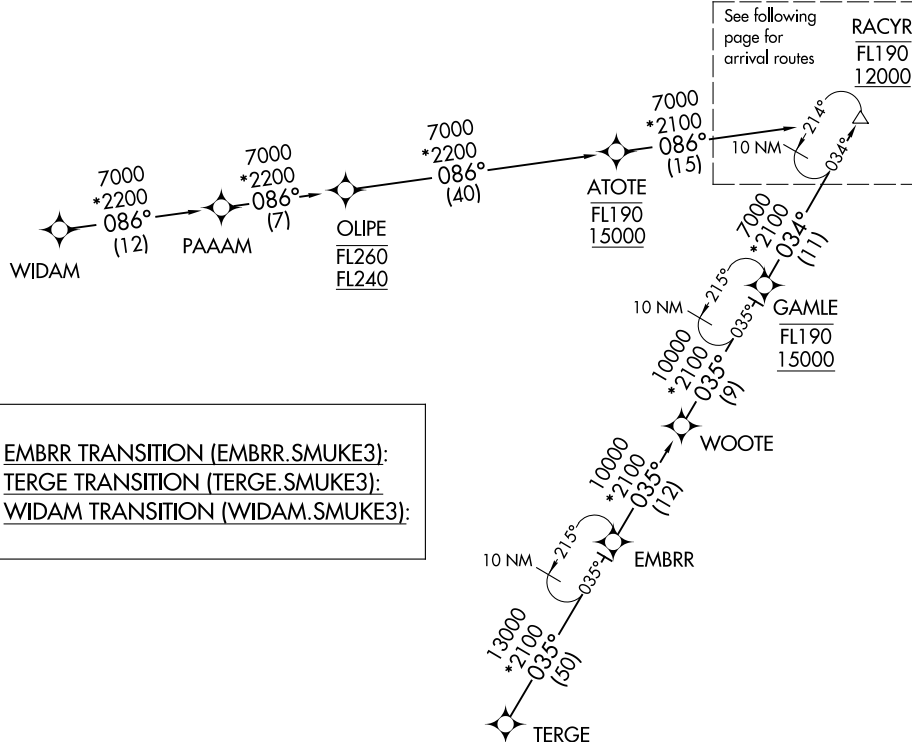 See following
page for
arrival routes
RACYR
FL190
12000
214°
10 NM
034°
7000
*2100
086°
(15)
7000
*2200
086°
(40)
7000
*2200
086°
(7)
7000
*2200
086°
(12)
WIDAM
PAAAM
OLIPE
FL260
FL240
ATOTE
FL190
15000
7000
*2100
034°
(11)
215°
10 NM
035°
GAMLE
FL190
15000
10000
*2100
035°
(9)
WOOTE
EMBRR TRANSITION (EMBRR.SMUKE3):
TERGE TRANSITION (TERGE.SMUKE3):
WIDAM TRANSITION (WIDAM.SMUKE3):
10000
*2100
035°
(12)
215°
10 NM
035°
EMBRR
13000
*2100
035°
(50)
TERGE